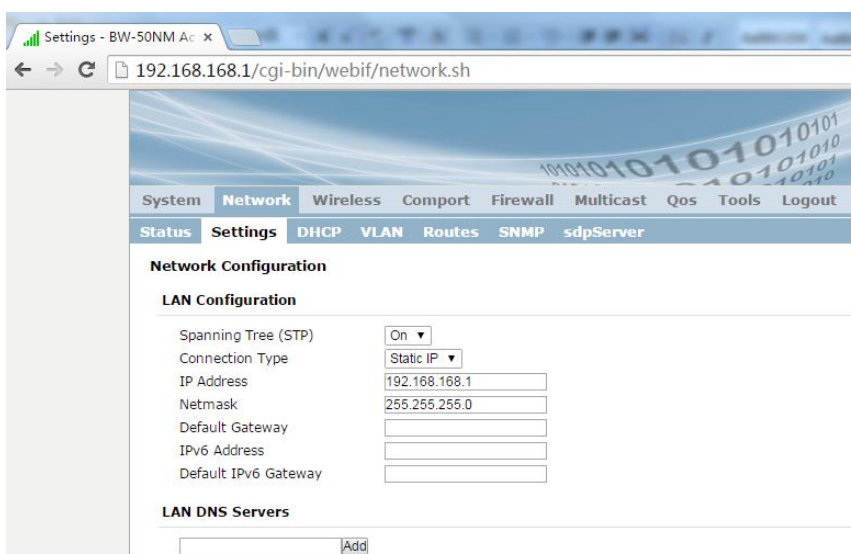 Settings - BW-50NM Ac ×
192.168.168.1/cgi-bin/webif/network.sh
System Network Wireless Comport Firewall Multicast Qos Tools Logout
Status Settings DHCP VLAN Routes SNMP sdpServer
Network Configuration
LAN Configuration
Spanning Tree (STP) On ▼
Connection Type Static IP ▼
IP Address 192.168.168.1
Netmask 255.255.255.0
Default Gateway
IPv6 Address
Default IPv6 Gateway
LAN DNS Servers
Add